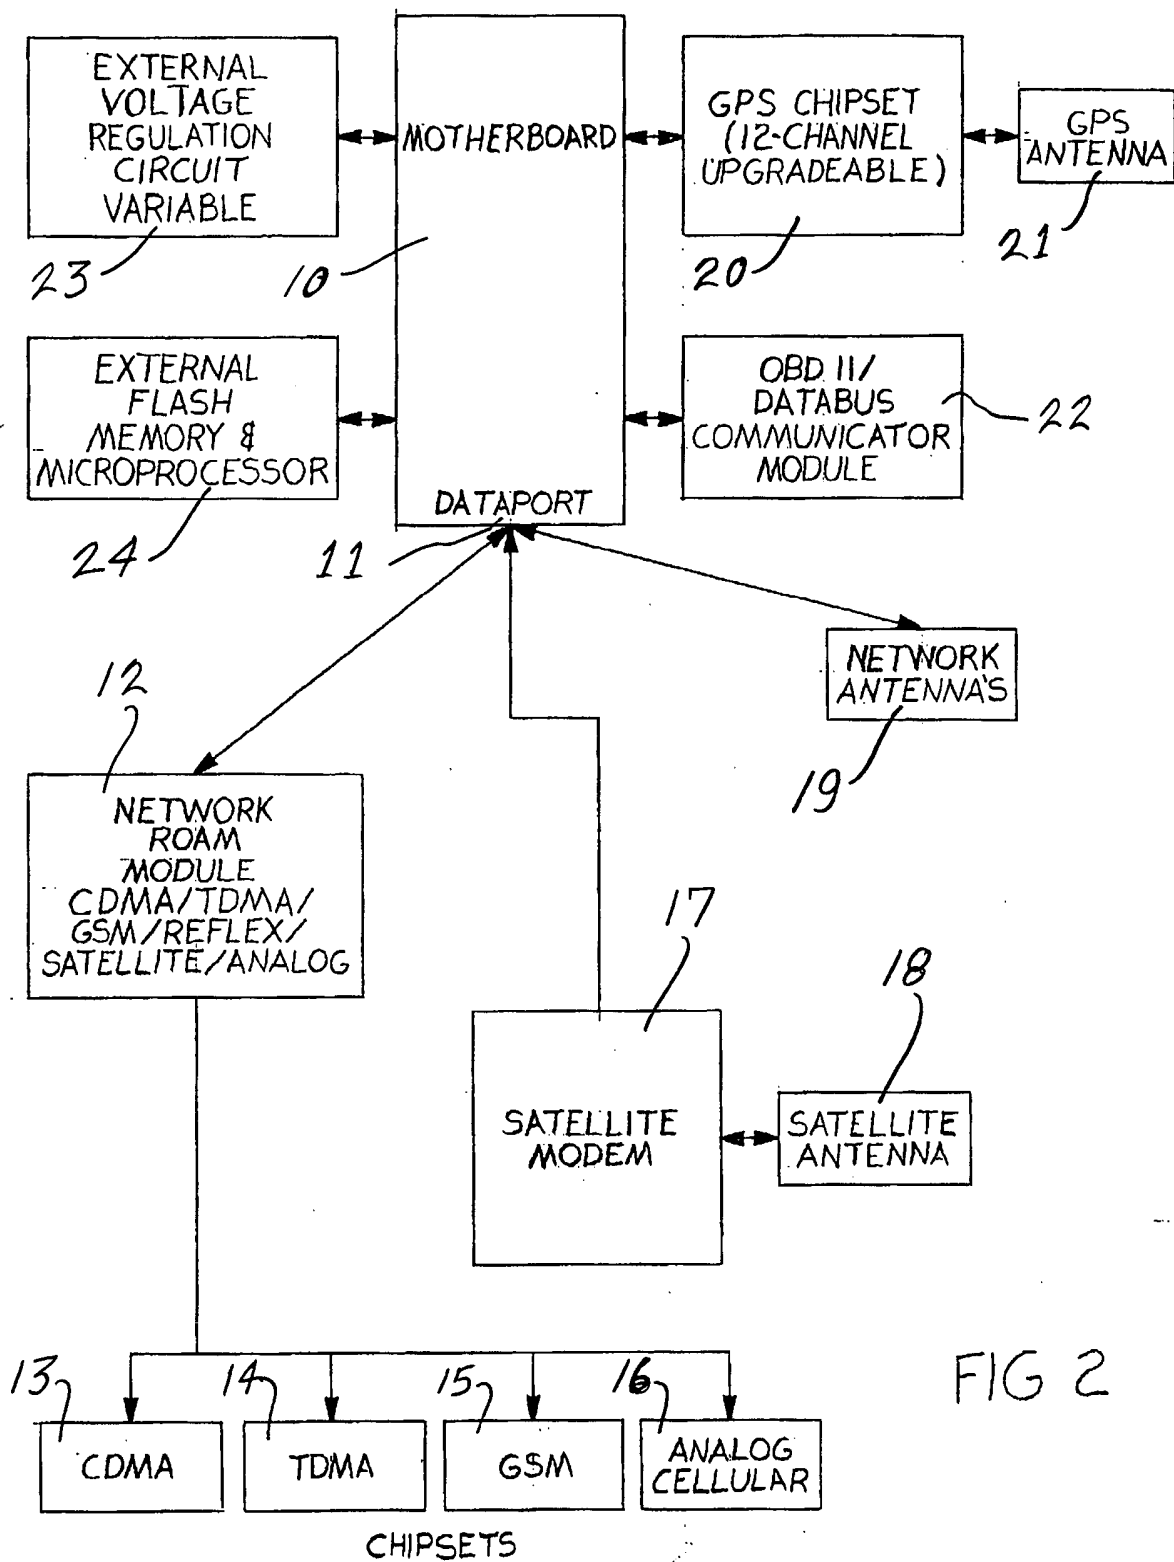 EXTERNAL
VOLTAGE
REGULATION
CIRCUIT
VARIABLE
23
MOTHERBOARD
10
GPS CHIPSET
(12-CHANNEL
UPGRADEABLE)
20
GPS
ANTENNA
21
EXTERNAL
FLASH
MEMORY &
MICROPROCESSOR
24
DATAPORT
11
OBD II/
DATABUS
COMMUNICATOR
MODULE
22
NETWORK
ANTENNA'S
19
12
NETWORK
ROAM
MODULE
CDMA/TDMA/
GSM/REFLEX/
SATELLITE/ANALOG
17
SATELLITE
MODEM
18
SATELLITE
ANTENNA
13
CDMA
14
TDMA
15
GSM
16
ANALOG
CELLULAR
CHIPSETS
FIG 2